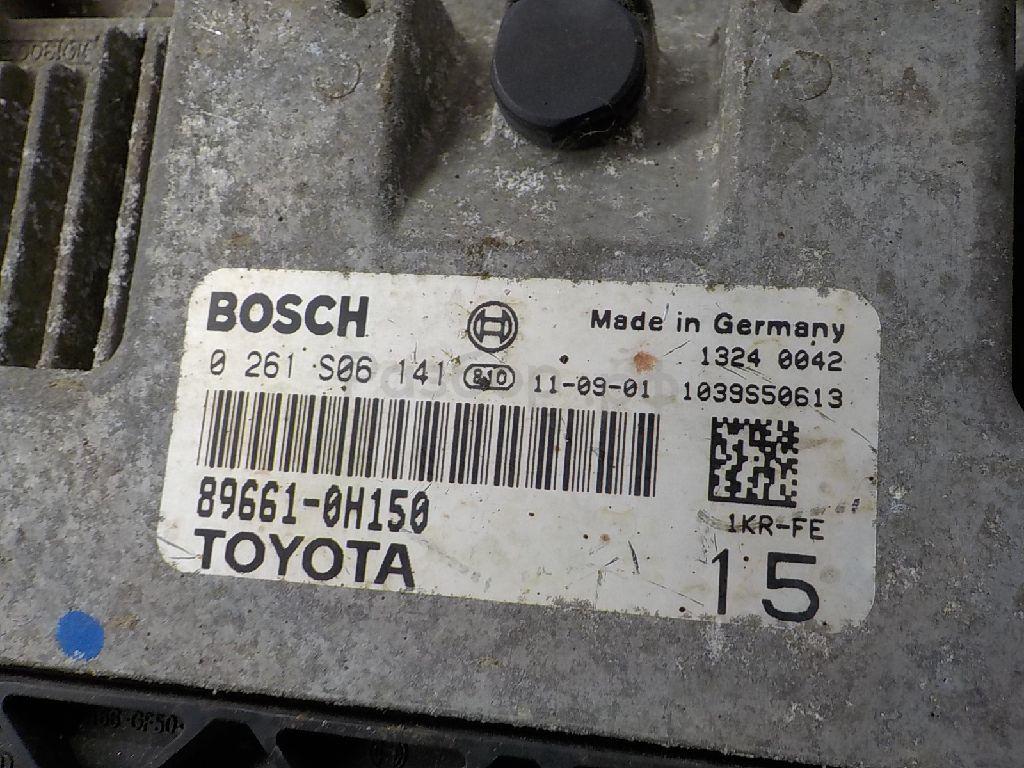 BOSCH
Made in Germany
0 261 S06 141 810 11-09-01
1324 0042
1039S50613
89661-0H150
TOYOTA
1KR-FE
15